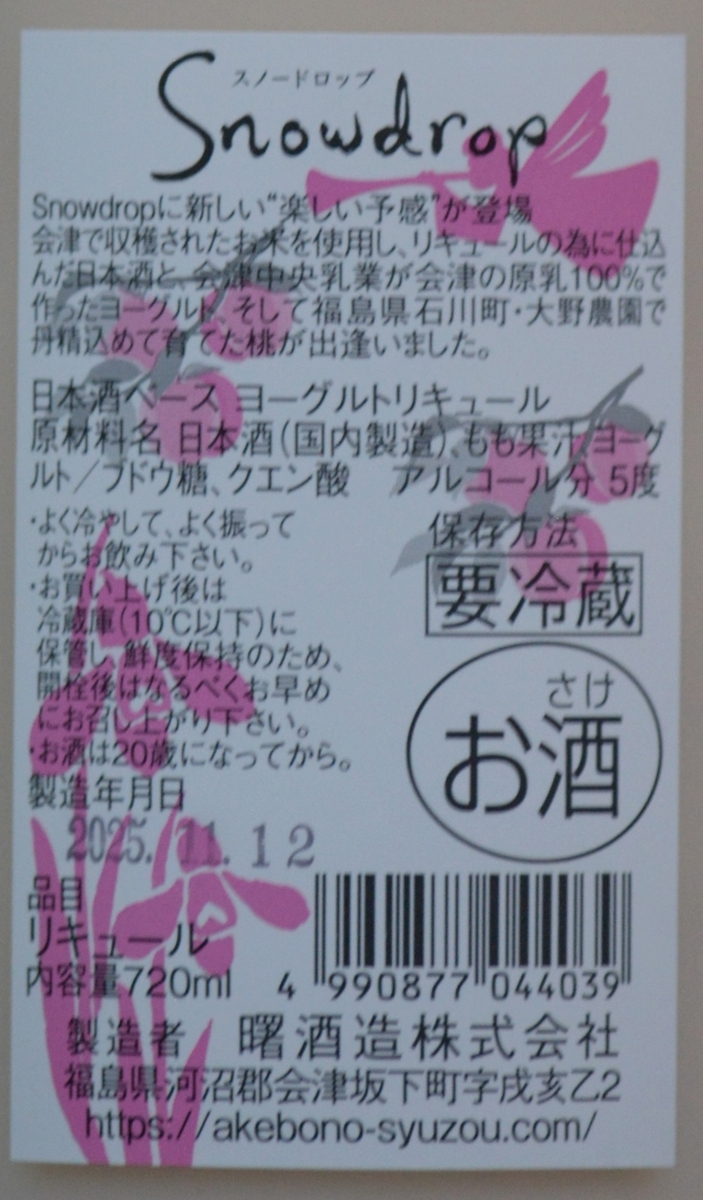 スノードロップ
Snowdrop
Snowdropに新しい“楽しい予感”が登場
会津で収穫されたお米を使用し、リキュールの為に仕込
んだ日本酒と、会津中央乳業が会津の原乳100%で
作ったヨーグルト、そして福島県石川町・大野農園で
丹精込めて育てた桃が出逢いました。
日本酒ベース ヨーグルトリキュール
原材料名 日本酒(国内製造)、もも果汁、ヨーグ
ルト/ブドウ糖、クエン酸 アルコール分 5度
・よく冷やして、よく振って
からお飲み下さい。
・お買い上げ後は
冷蔵庫(10℃以下)に
保管し、鮮度保持のため、
開栓後はなるべくお早め
にお召し上がり下さい。
・お酒は20歳になってから。
保存方法
要冷蔵
さけ
お酒
製造年月日
2025. 11. 12
品目
リキュール
内容量720ml
4 990877 044039
製造者 曙酒造株式会社
福島県河沼郡会津坂下町字戌亥乙2
https://akebono-syuzou.com/